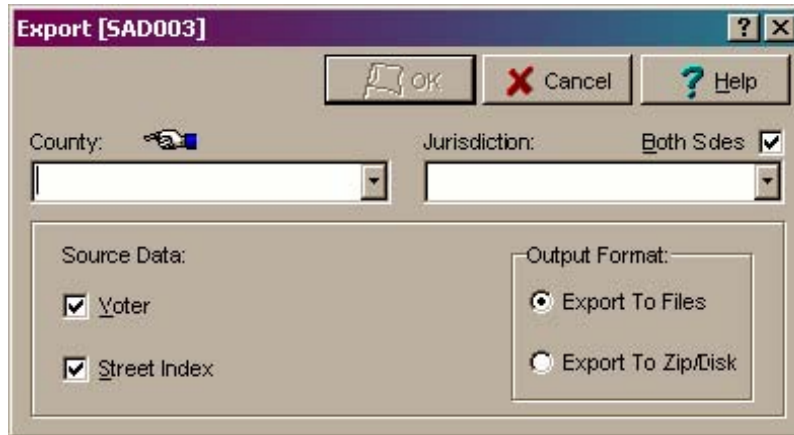 Export [SAD003]
OK Cancel Help
County: Jurisdiction: Both Sdes
Source Data: Output Format:
Voter Export To Files
Street Index Export To Zip/Disk